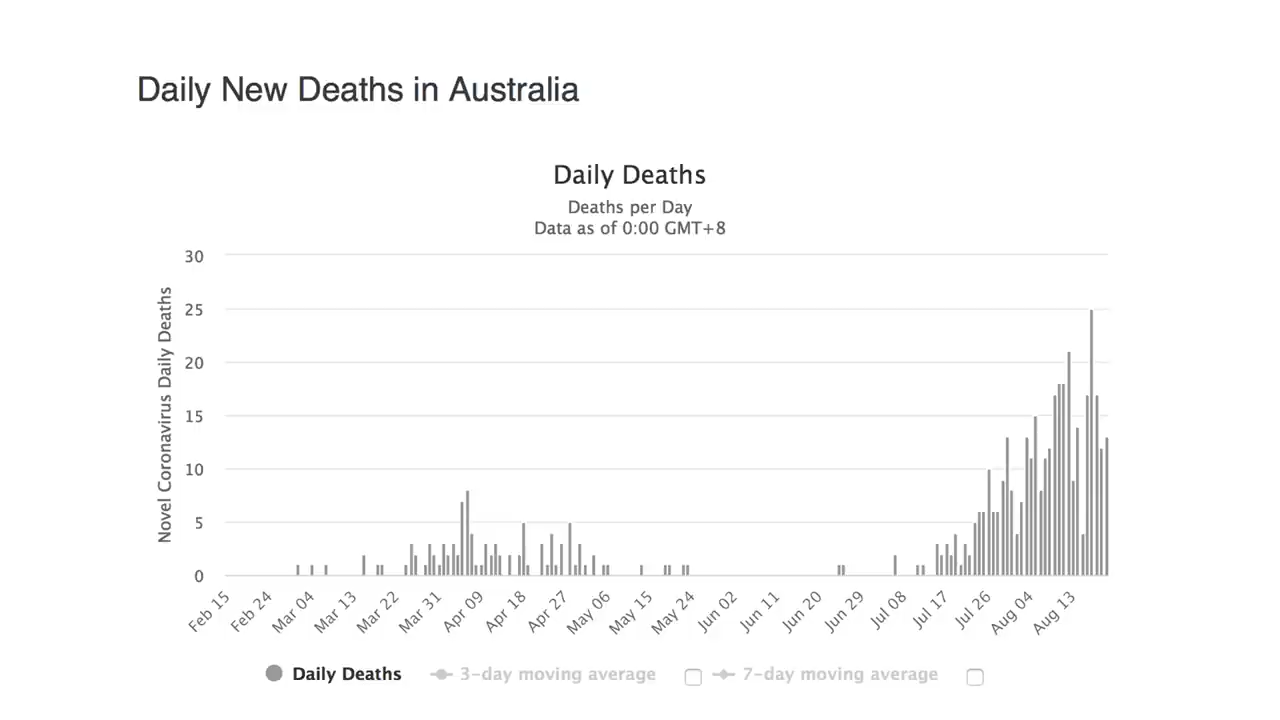 Daily New Deaths in Australia
Daily Deaths
Deaths per Day
Data as of 0:00 GMT+8
Novel Coronavirus Daily Deaths
30
25
20
15
10
5
0
Feb 15
Feb 24
Mar 04
Mar 13
Mar 22
Mar 31
Apr 09
Apr 18
Apr 27
May 06
May 15
May 24
Jun 02
Jun 11
Jun 20
Jun 29
Jul 08
Jul 17
Jul 26
Aug 04
Aug 13
Daily Deaths
3-day moving average
7-day moving average